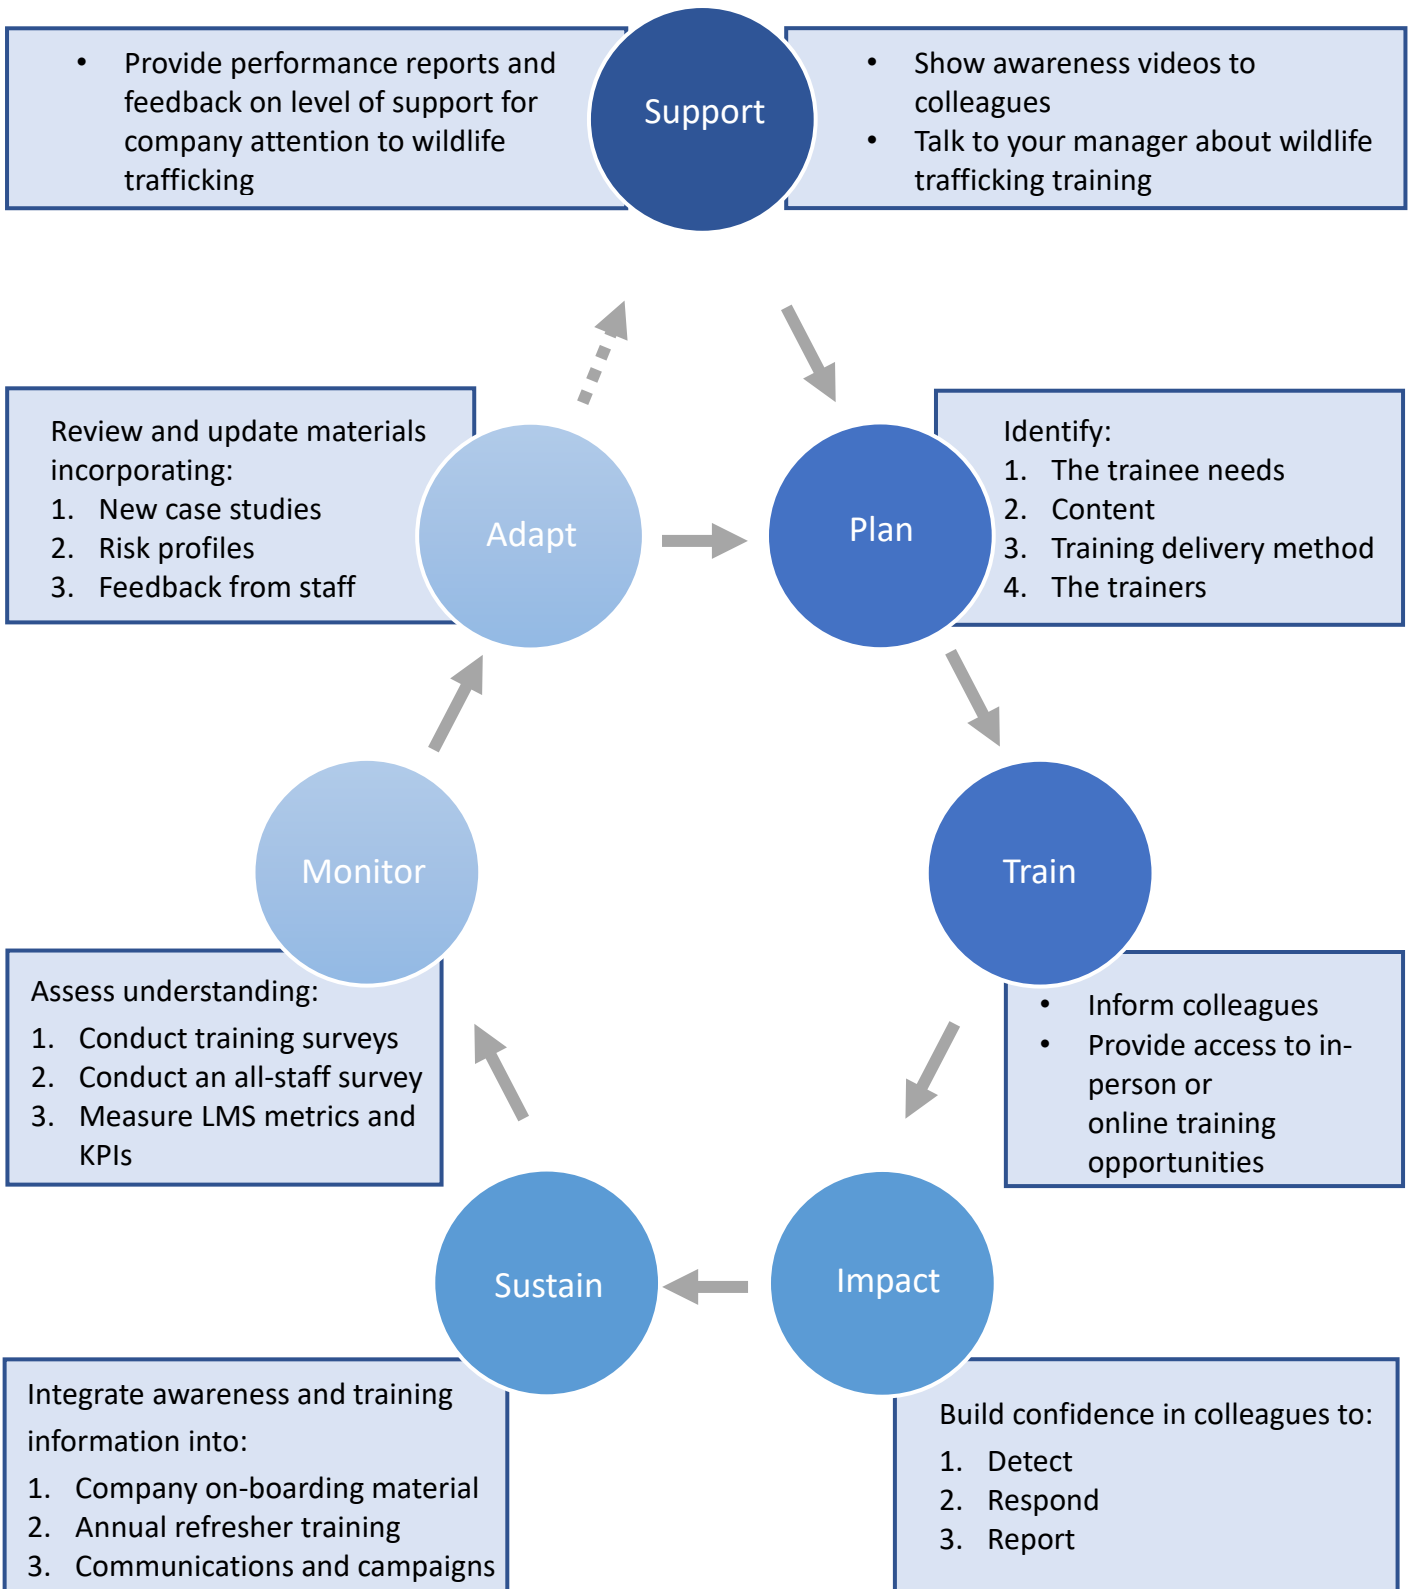 • Provide performance reports and
feedback on level of support for
company attention to wildlife
trafficking
Support
• Show awareness videos to
colleagues
• Talk to your manager about wildlife
trafficking training
Review and update materials
incorporating:
1. New case studies
2. Risk profiles
3. Feedback from staff
Adapt
Plan
Identify:
1. The trainee needs
2. Content
3. Training delivery method
4. The trainers
Monitor
Train
Assess understanding:
1. Conduct training surveys
2. Conduct an all-staff survey
3. Measure LMS metrics and
KPIs
• Inform colleagues
• Provide access to in-
person or
online training
opportunities
Sustain
Impact
Integrate awareness and training
information into:
1. Company on-boarding material
2. Annual refresher training
3. Communications and campaigns
Build confidence in colleagues to:
1. Detect
2. Respond
3. Report